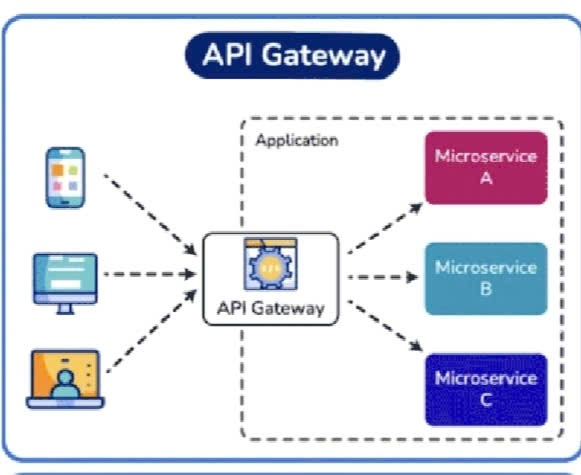 API Gateway
Application
Microservice
A
API Gateway
Microservice
B
Microservice
C